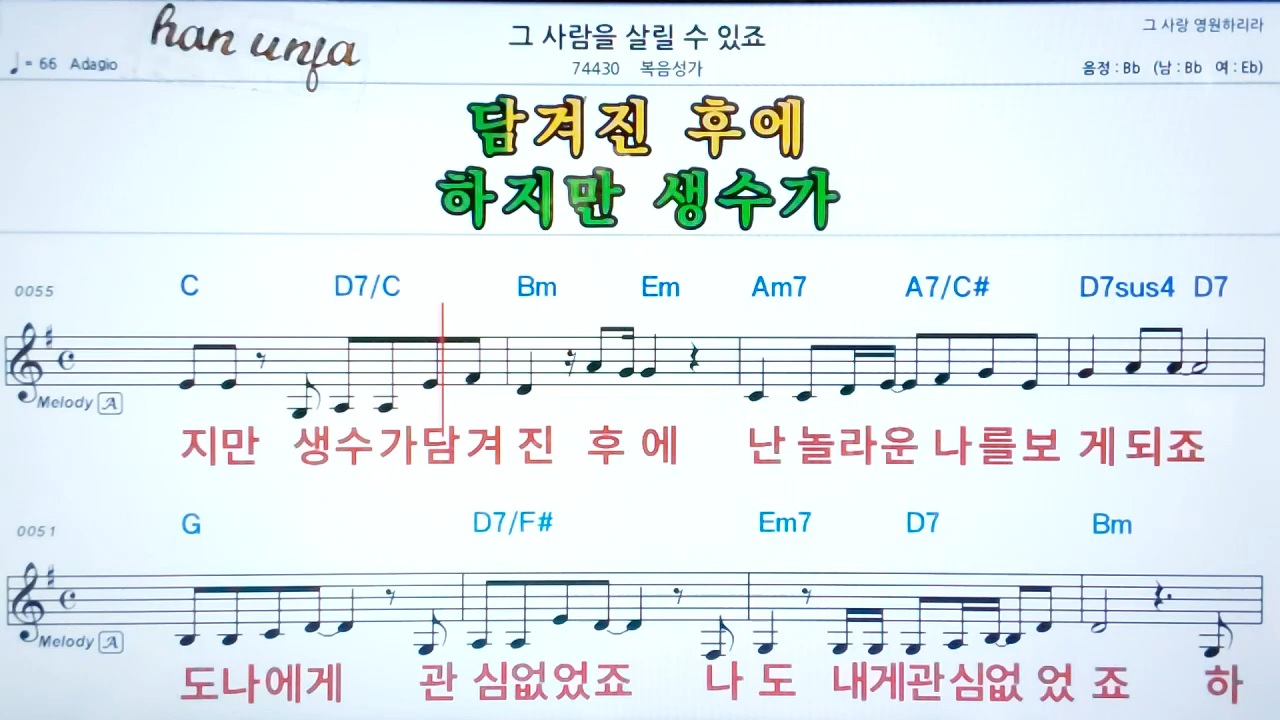 han unja
그 사람을 살릴 수 있죠
그 사랑 영원하리라
♩= 66 Adagio
74430 복음성가
음정 : Bb (남 : Bb 여 : Eb)
담겨진 후에
하지만 생수가
0055 C D7/C Bm Em Am7 A7/C# D7sus4 D7
Melody A
지만 생수가담겨 진 후 에 난 놀라운 나를보 게되죠
0051 G D7/F# Em7 D7 Bm
Melody A
도나에게 관 심없었죠 나 도 내게관심없 었 죠 하